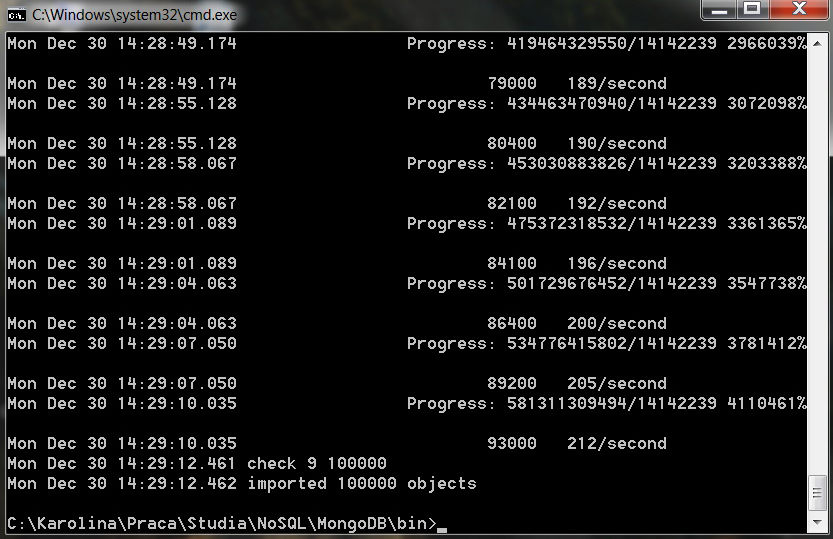 C:\Windows\system32\cmd.exe
Mon Dec 30 14:28:49.174 Progress: 419464329550/14142239 2966039%
Mon Dec 30 14:28:49.174 79000 189/second
Mon Dec 30 14:28:55.128 Progress: 434463470940/14142239 3072098%
Mon Dec 30 14:28:55.128 80400 190/second
Mon Dec 30 14:28:58.067 Progress: 453030883826/14142239 3203388%
Mon Dec 30 14:28:58.067 82100 192/second
Mon Dec 30 14:29:01.089 Progress: 475372318532/14142239 3361365%
Mon Dec 30 14:29:01.089 84100 196/second
Mon Dec 30 14:29:04.063 Progress: 501729676452/14142239 3547738%
Mon Dec 30 14:29:04.063 86400 200/second
Mon Dec 30 14:29:07.050 Progress: 534776415802/14142239 3781412%
Mon Dec 30 14:29:07.050 89200 205/second
Mon Dec 30 14:29:10.035 Progress: 581311309494/14142239 4110461%
Mon Dec 30 14:29:10.035 93000 212/second
Mon Dec 30 14:29:12.461 check 9 100000
Mon Dec 30 14:29:12.462 imported 100000 objects
C:\Karolina\Praca\Studia\NoSQL\MongoDB\bin>_